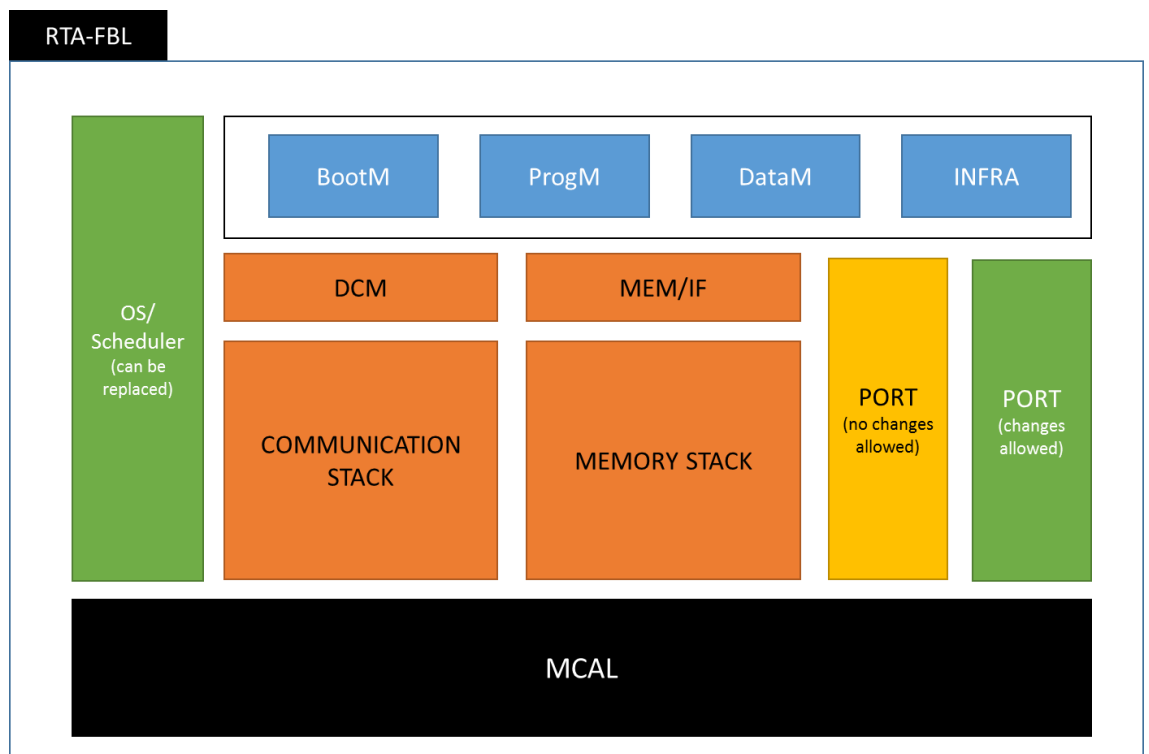 RTA-FBL
BootM
ProgM
DataM
INFRA
OS/
Scheduler
(can be
replaced)
DCM
MEM/IF
COMMUNICATION
STACK
MEMORY STACK
PORT
(no changes
allowed)
PORT
(changes
allowed)
MCAL